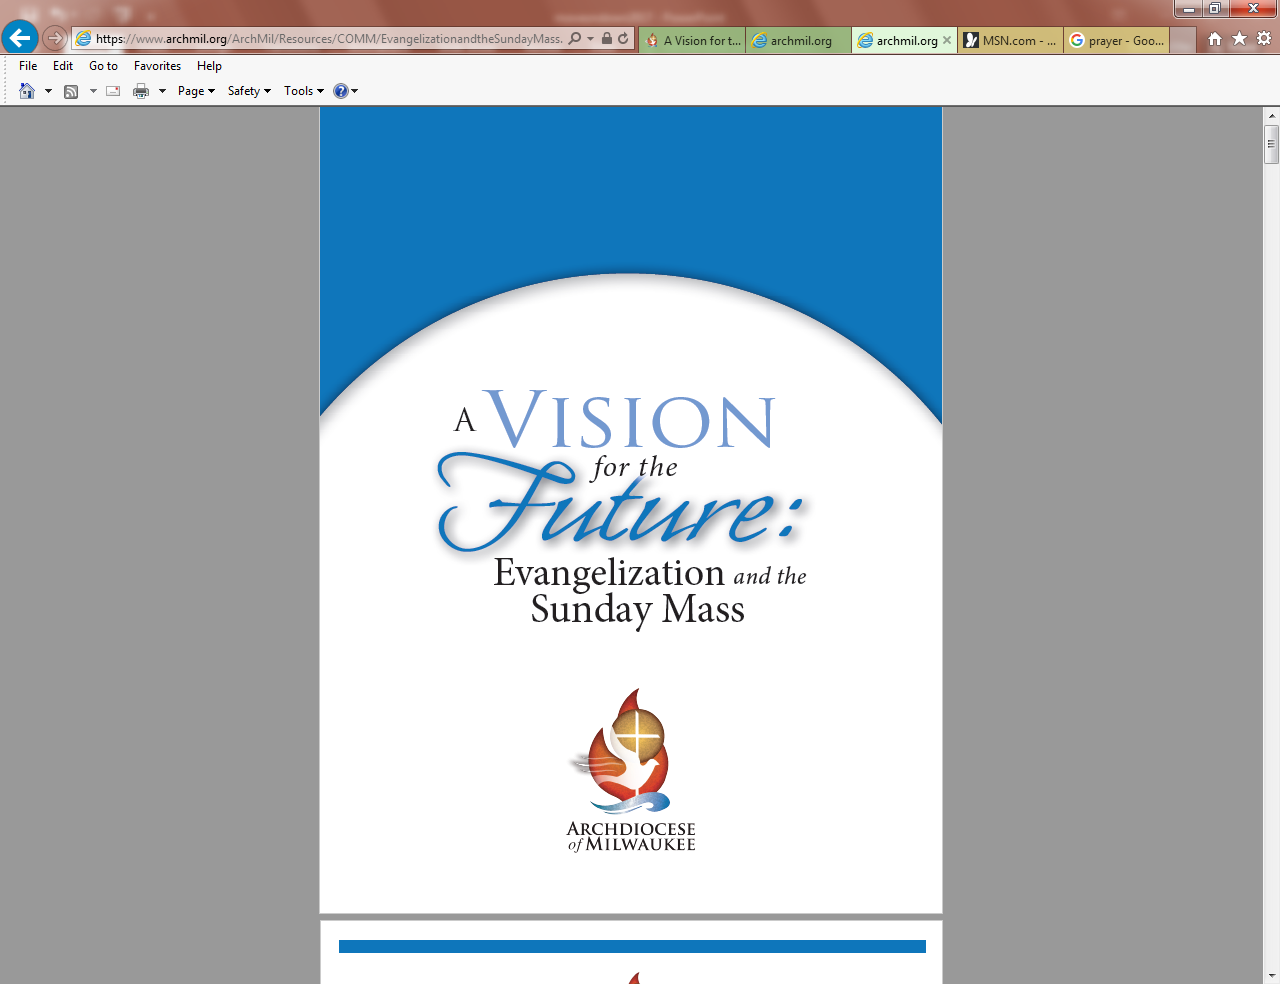 https://www.archmil.org/ArchMil/Resources/COMM/EvangelizationandtheSundayMass.
A Vision for t...
archmil.org
archmil.org
MSN.com - ...
prayer - Goo...
File Edit Go to Favorites Help
Page Safety Tools
A VISION
for the
Future:
Evangelization and the
Sunday Mass
ARCHDIOCESE
of MILWAUKEE